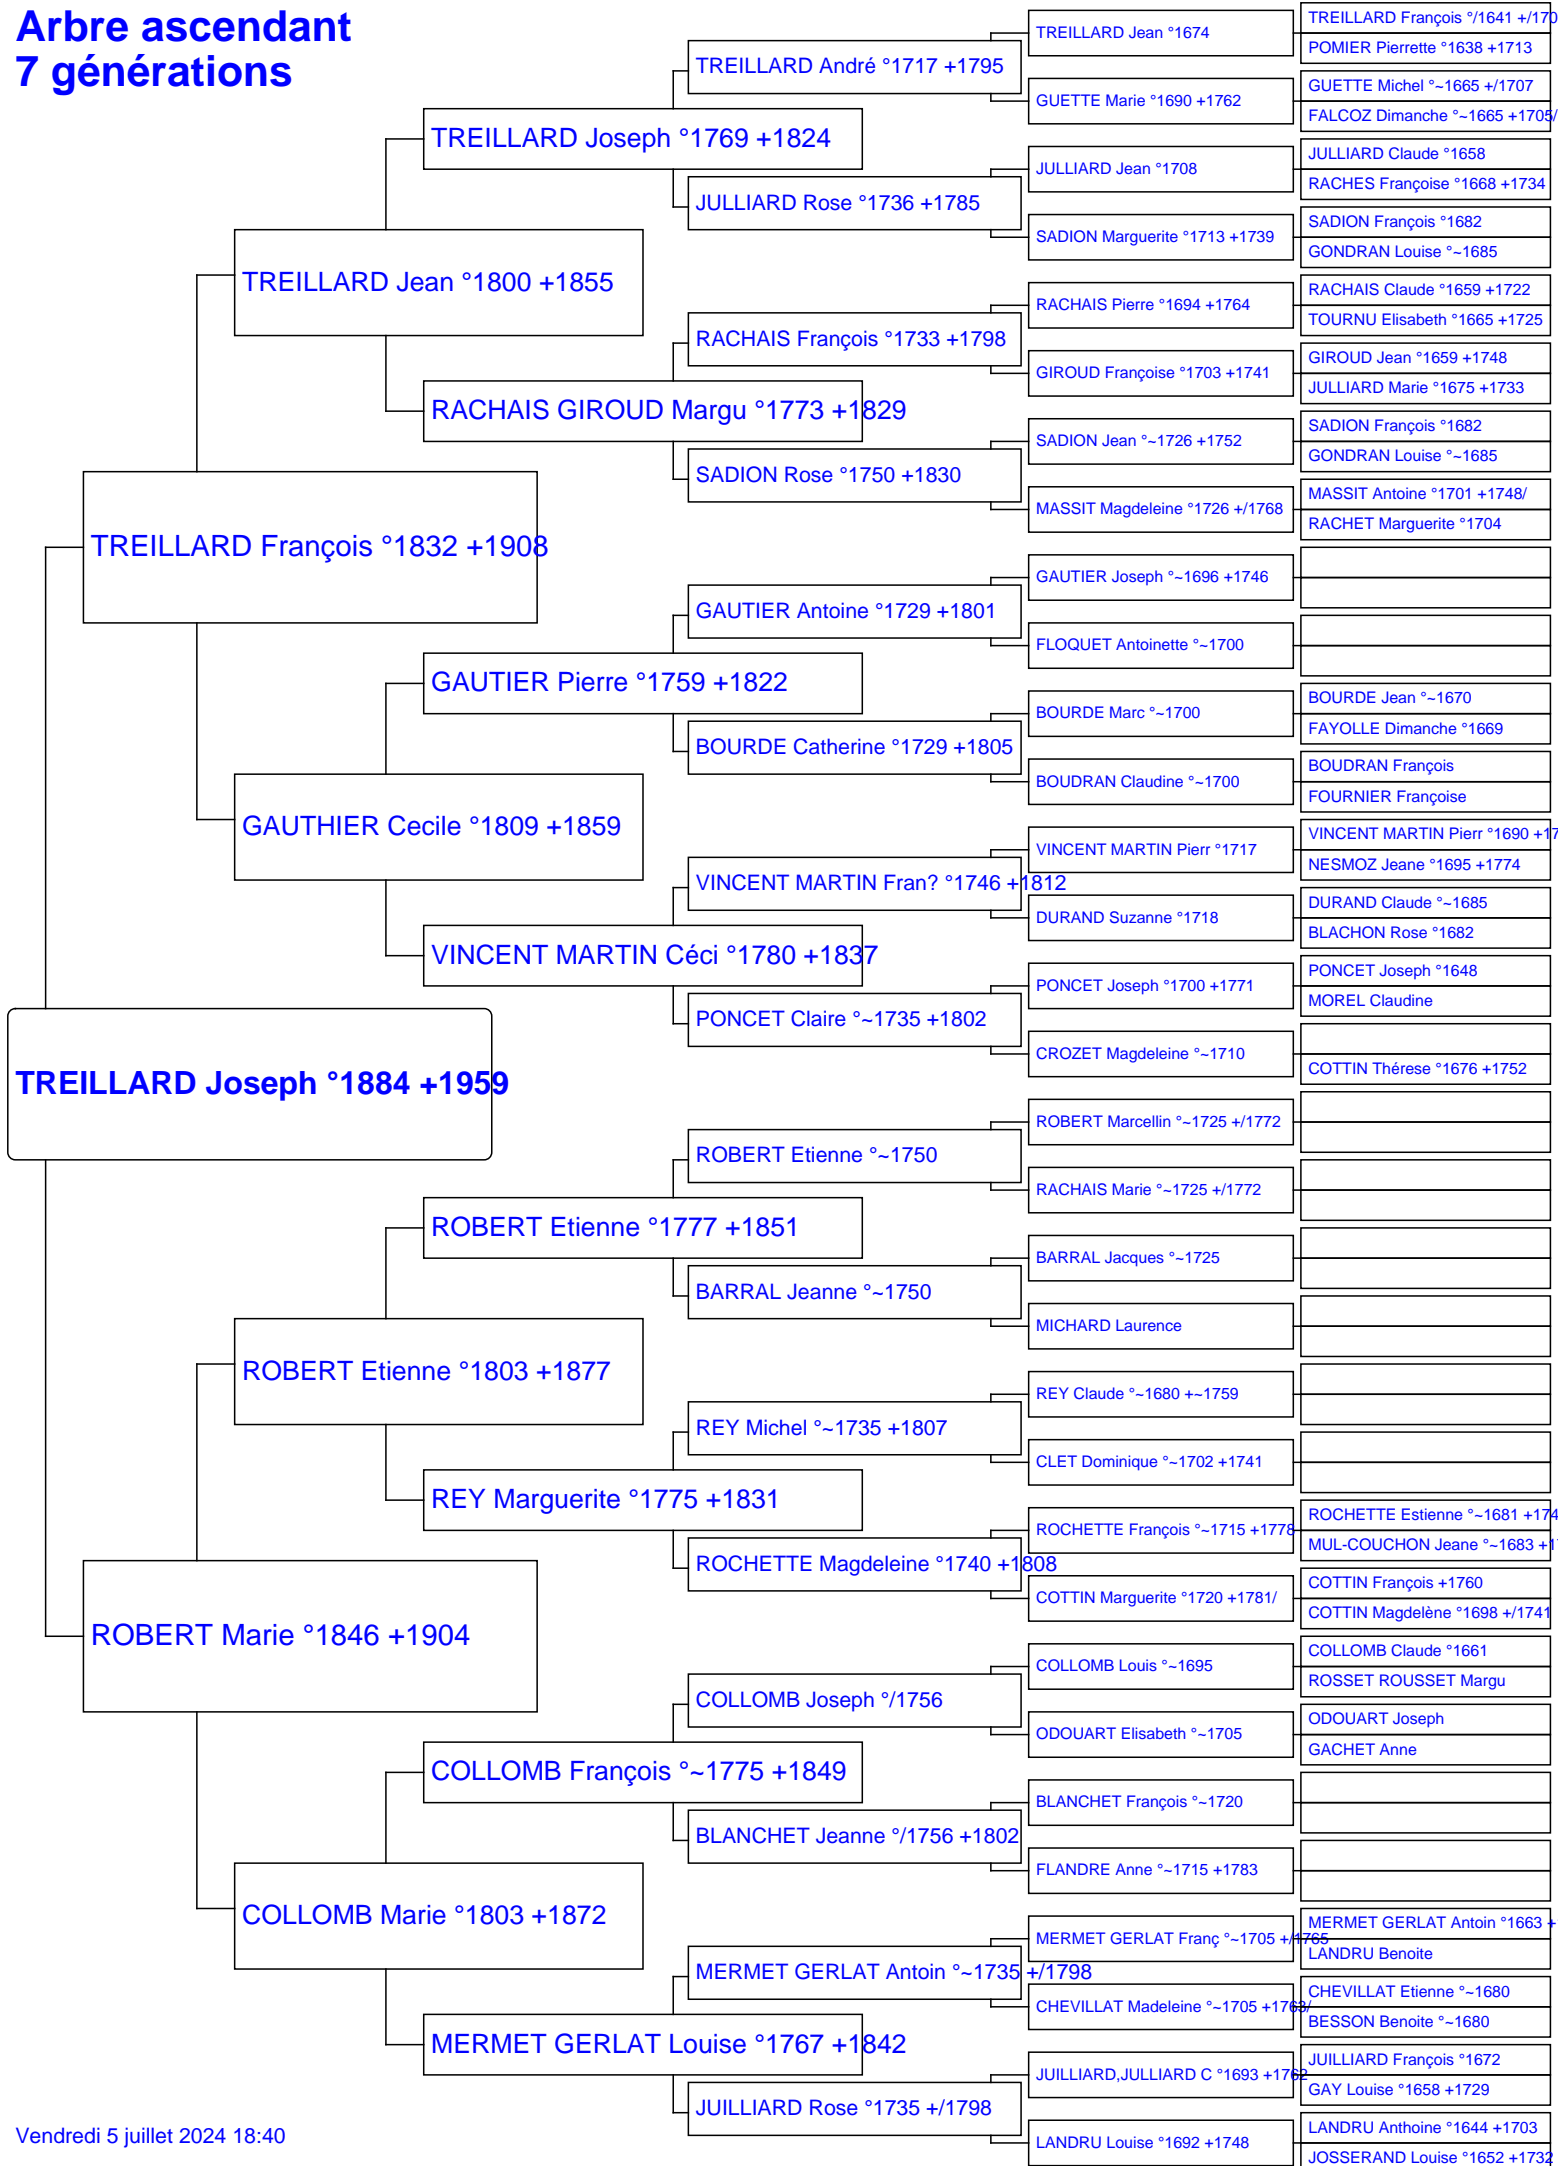 Arbre ascendant
7 générations
TREILLARD Joseph °1884 +1959
TREILLARD François °1832 +1908
ROBERT Marie °1846 +1904
TREILLARD Jean °1800 +1855
GAUTHIER Cecile °1809 +1859
ROBERT Etienne °1803 +1877
COLLOMB Marie °1803 +1872
TREILLARD Joseph °1769 +1824
RACHAIS GIROUD Margu °1773 +1829
GAUTIER Pierre °1759 +1822
VINCENT MARTIN Céci °1780 +1837
ROBERT Etienne °1777 +1851
REY Marguerite °1775 +1831
COLLOMB François °~1775 +1849
MERMET GERLAT Louise °1767 +1842
TREILLARD André °1717 +1795
JULLIARD Rose °1736 +1785
RACHAIS François °1733 +1798
SADION Rose °1750 +1830
GAUTIER Antoine °1729 +1801
BOURDE Catherine °1729 +1805
VINCENT MARTIN Fran? °1746 +1812
PONCET Claire °~1735 +1802
ROBERT Etienne °~1750
BARRAL Jeanne °~1750
REY Michel °~1735 +1807
ROCHETTE Magdeleine °1740 +1808
COLLOMB Joseph °/1756
BLANCHET Jeanne °/1756 +1802
MERMET GERLAT Antoin °~1735 +/1798
JUILLIARD Rose °1735 +/1798
TREILLARD Jean °1674
GUETTE Marie °1690 +1762
JULLIARD Jean °1708
SADION Marguerite °1713 +1739
RACHAIS Pierre °1694 +1764
GIROUD Françoise °1703 +1741
SADION Jean °~1726 +1752
MASSIT Magdeleine °1726 +/1768
GAUTIER Joseph °~1696 +1746
FLOQUET Antoinette °~1700
BOURDE Marc °~1700
BOUDRAN Claudine °~1700
VINCENT MARTIN Pierr °1717
DURAND Suzanne °1718
PONCET Joseph °1700 +1771
CROZET Magdeleine °~1710
ROBERT Marcellin °~1725 +/1772
RACHAIS Marie °~1725 +/1772
BARRAL Jacques °~1725
MICHARD Laurence
REY Claude °~1680 +~1759
CLET Dominique °~1702 +1741
ROCHETTE François °~1715 +1778
COTTIN Marguerite °1720 +1781/
COLLOMB Louis °~1695
ODOUART Elisabeth °~1705
BLANCHET François °~1720
FLANDRE Anne °~1715 +1783
MERMET GERLAT Franç °~1705 +/1765
CHEVILLAT Madeleine °~1705 +1763/
JUILLIARD,JULLIARD C °1693 +1762
LANDRU Louise °1692 +1748
TREILLARD François °/1641 +/170
POMIER Pierrette °1638 +1713
GUETTE Michel °~1665 +/1707
FALCOZ Dimanche °~1665 +1705/
JULLIARD Claude °1658
RACHES Françoise °1668 +1734
SADION François °1682
GONDRAN Louise °~1685
RACHAIS Claude °1659 +1722
TOURNU Elisabeth °1665 +1725
GIROUD Jean °1659 +1748
JULLIARD Marie °1675 +1733
SADION François °1682
GONDRAN Louise °~1685
MASSIT Antoine °1701 +1748/
RACHET Marguerite °1704
BOURDE Jean °~1670
FAYOLLE Dimanche °1669
BOUDRAN François
FOURNIER Françoise
VINCENT MARTIN Pierr °1690 +17
NESMOZ Jeane °1695 +1774
DURAND Claude °~1685
BLACHON Rose °1682
PONCET Joseph °1648
MOREL Claudine
COTTIN Thérese °1676 +1752
ROCHETTE Estienne °~1681 +174
MUL-COUCHON Jeane °~1683 +1
COTTIN François +1760
COTTIN Magdelène °1698 +/1741
COLLOMB Claude °1661
ROSSET ROUSSET Margu
ODOUART Joseph
GACHET Anne
MERMET GERLAT Antoin °1663 +
LANDRU Benoite
CHEVILLAT Etienne °~1680
BESSON Benoite °~1680
JUILLIARD François °1672
GAY Louise °1658 +1729
LANDRU Anthoine °1644 +1703
JOSSERAND Louise °1652 +1732
Vendredi 5 juillet 2024 18:40